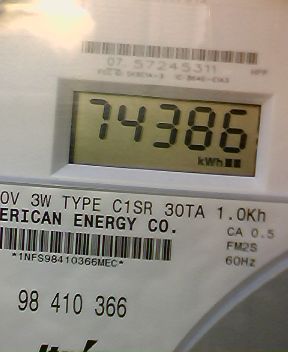 07 57245311
74386
kWh
0V 3W TYPE C1SR 30TA 1.0Kh
ERICAN ENERGY CO.
CA 0.5
FM2S
60Hz
*1NFS98410366MEC*
98 410 366